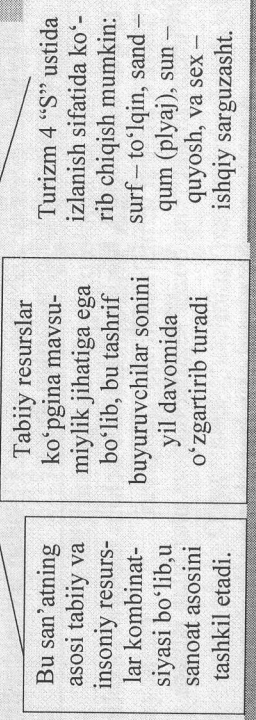 Bu san’atning
asosi tabiiy va
insoniy resurs-
lar kombinat-
siyasi bo‘lib,u
sanoat asosini
tashkil etadi.
Tabiiy resurslar
ko‘pgina mavsu-
miylik jihatiga ega
bo‘lib, bu tashrif
buyuruvchilar sonini
yil davomida
o‘zgartirib turadi
Turizm 4 “S” ustida
izlanish sifatida ko‘-
rib chiqish mumkin:
surf – to‘lqin, sand –
qum (plyaj), sun –
quyosh, va sex –
ishqiy sarguzasht.